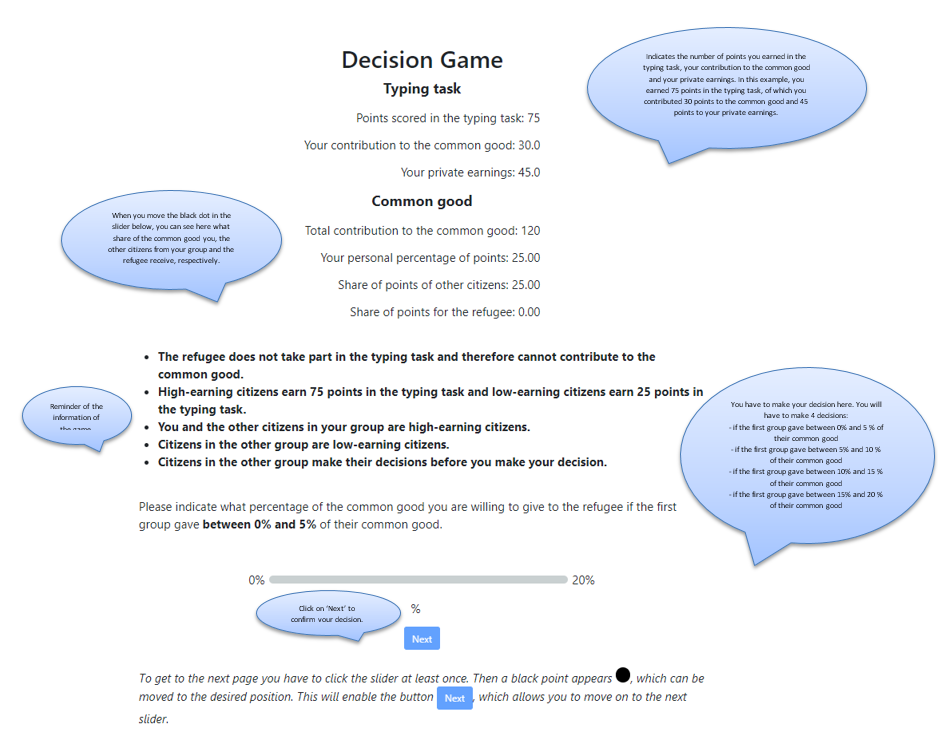 Decision Game
Typing task
Points scored in the typing task: 75
Your contribution to the common good: 30.0
Your private earnings: 45.0
indicates the number of points you earned in the
typing task, your contribution to the common good
and your private earnings. In this example, you
earned 75 points in the typing task, of which you
contributed 30 points to the common good and 45
points to your private earnings.
Common good
Total contribution to the common good: 120
Your personal percentage of points: 25.00
Share of points of other citizens: 25.00
Share of points for the refugee: 0.00
When you move the black dot in the
slider below, you can see here what
share of the common good you, the
other citizens from your group and the
refugee receive, respectively.
• The refugee does not take part in the typing task and therefore cannot contribute to the
common good.
• High-earning citizens earn 75 points in the typing task and low-earning citizens earn 25 points in
the typing task.
• You and the other citizens in your group are high-earning citizens.
• Citizens in the other group are low-earning citizens.
• Citizens in the other group make their decisions before you make your decision.
Reminder of the
information of
the game
You have to make your decision here. You will
have to make 4 decisions:
- if the first group gave between 0% and 5 % of
their common good
- if the first group gave between 5% and 10 %
of their common good
- if the first group gave between 10% and 15 %
of their common good
- if the first group gave between 15% and 20 %
of their common good
Please indicate what percentage of the common good you are willing to give to the refugee if the first
group gave between 0% and 5% of their common good.
0% 20%
Click on 'Next' to
confirm your decision.
%
Next
To get to the next page you have to click the slider at least once. Then a black point appears , which can be
moved to the desired position. This will enable the button Next , which allows you to move on to the next
slider.